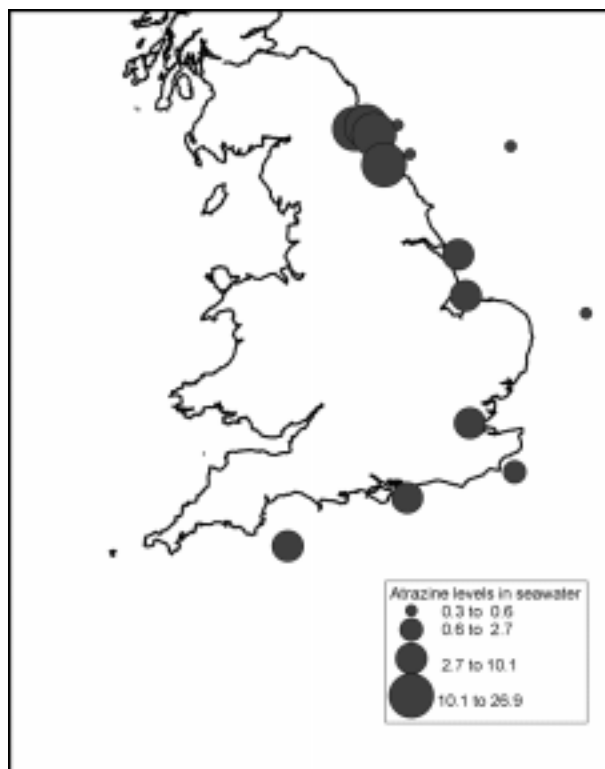 Atrazine levels in seawater
0.3 to 0.6
0.6 to 2.7
2.7 to 10.1
10.1 to 26.9